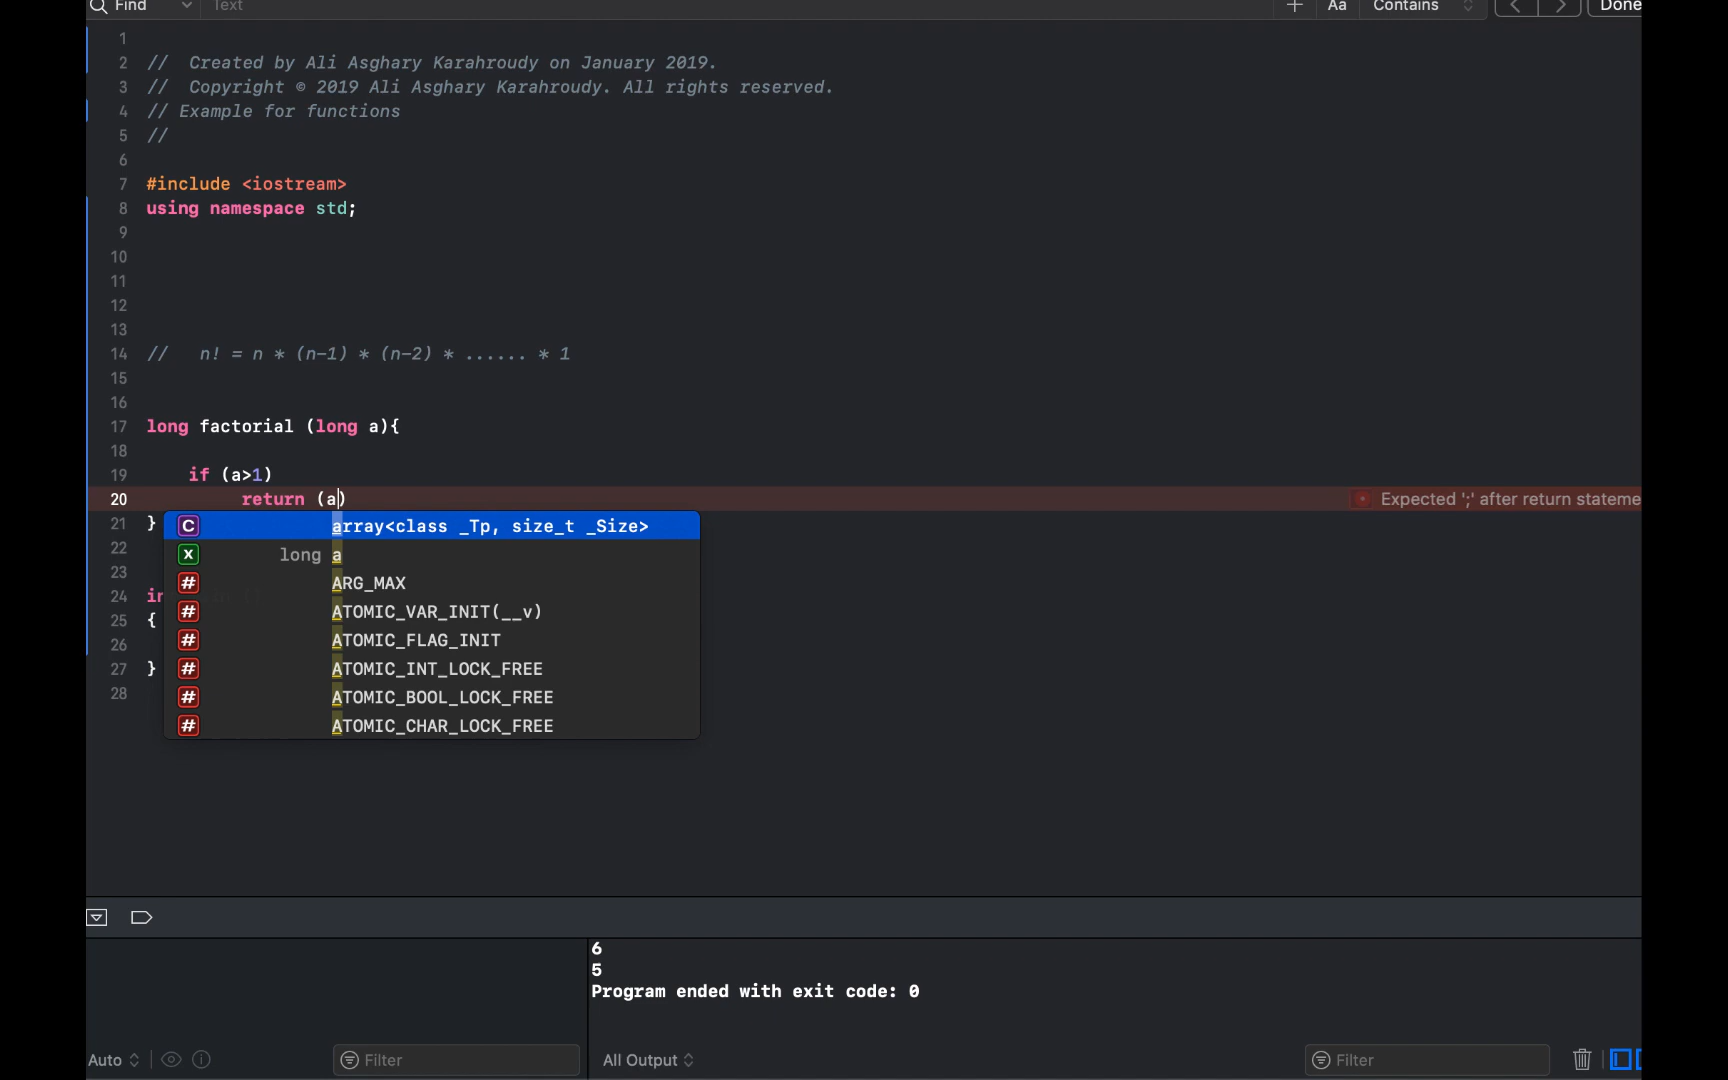 Find Text Aa Contains Done
1
2 // Created by Ali Asghary Karahroudy on January 2019.
3 // Copyright © 2019 Ali Asghary Karahroudy. All rights reserved.
4 // Example for functions
5 //
6
7 #include <iostream>
8 using namespace std;
9
10
11
12
13
14 // n! = n * (n-1) * (n-2) * ...... * 1
15
16
17 long factorial (long a){
18
19 if (a>1)
20 return (a) Expected ';' after return stateme
21 } C array<class _Tp, size_t _Size>
22 x long a
23 # ARG_MAX
24 # ATOMIC_VAR_INIT(__v)
25 { # ATOMIC_FLAG_INIT
26 # ATOMIC_INT_LOCK_FREE
27 } # ATOMIC_BOOL_LOCK_FREE
28 # ATOMIC_CHAR_LOCK_FREE
6
5
Program ended with exit code: 0
Auto Filter All Output Filter